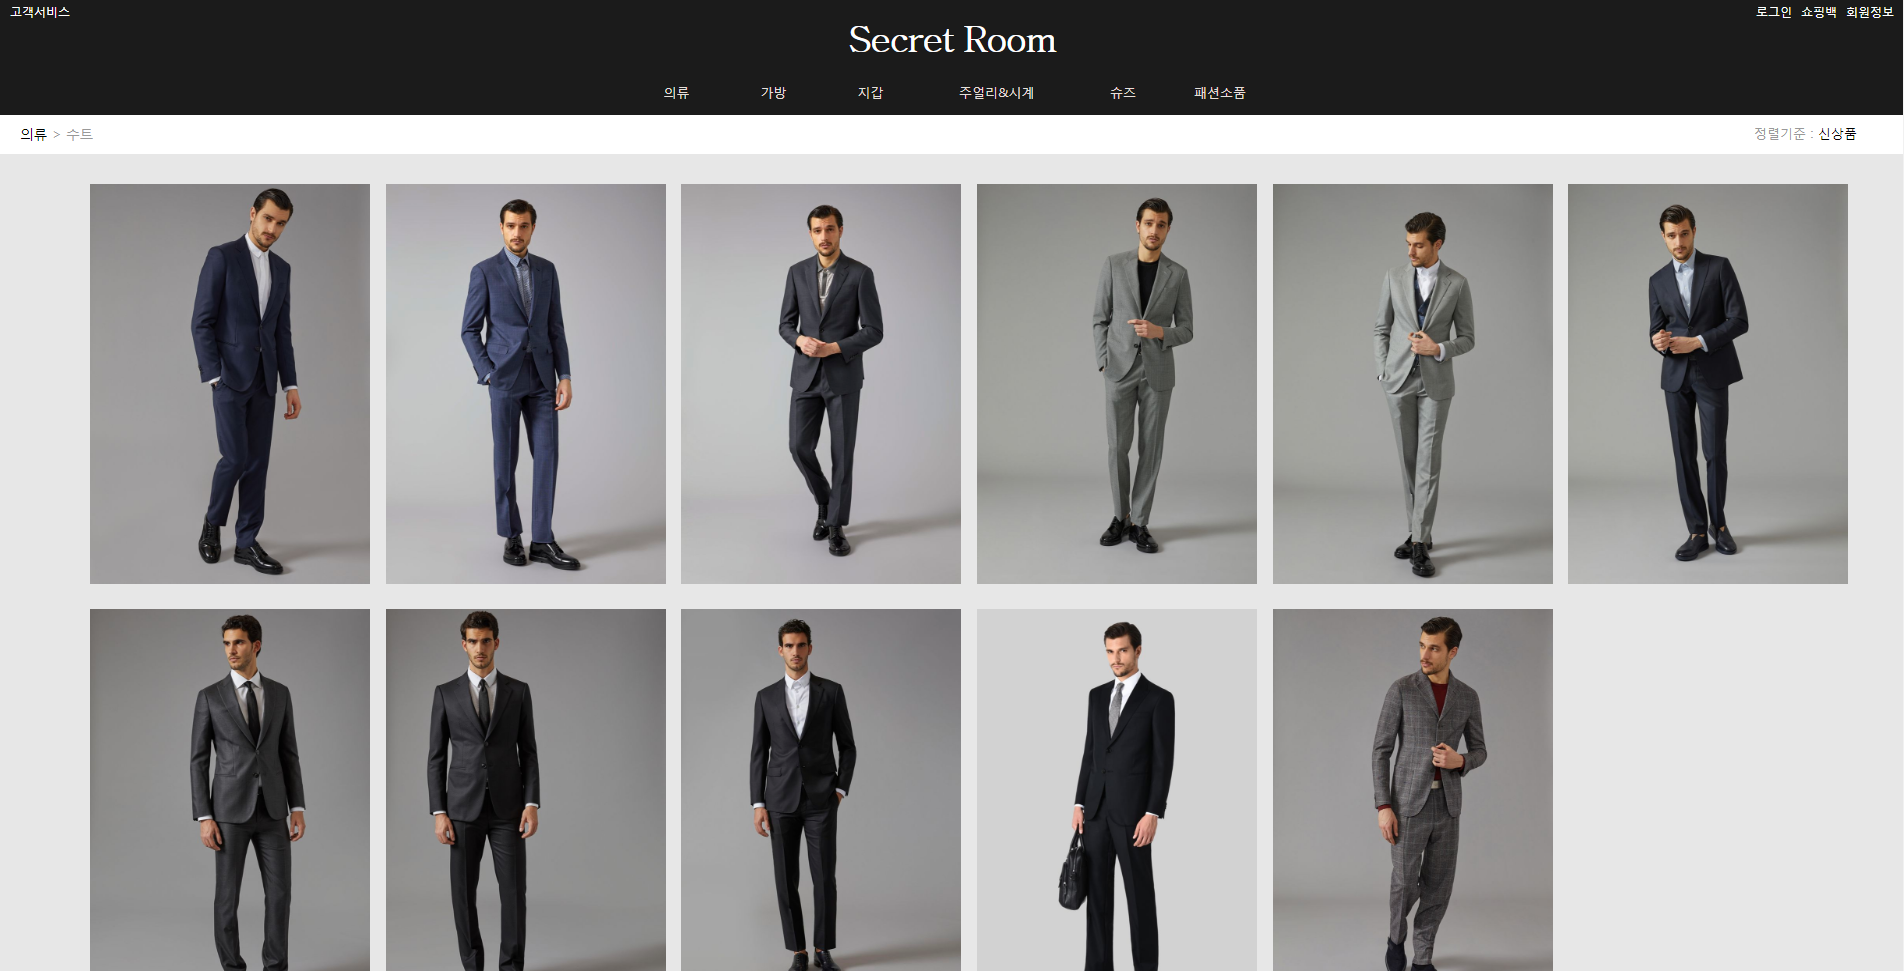 고객서비스
로그인 쇼핑백 회원정보
Secret Room
의류 가방 지갑 주얼리&시계 슈즈 패션소품
의류 > 수트
정렬기준 : 신상품